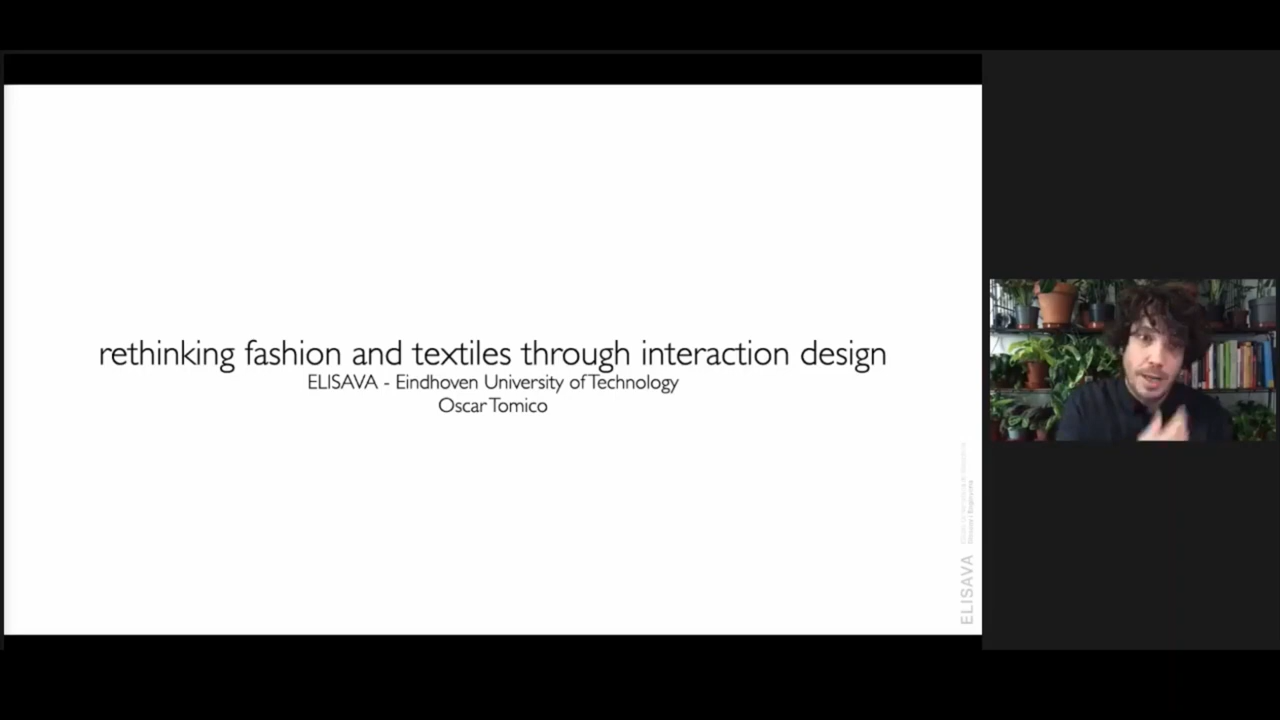 rethinking fashion and textiles through interaction design
ELISAVA - Eindhoven University of Technology
Oscar Tomico
ELISAVA